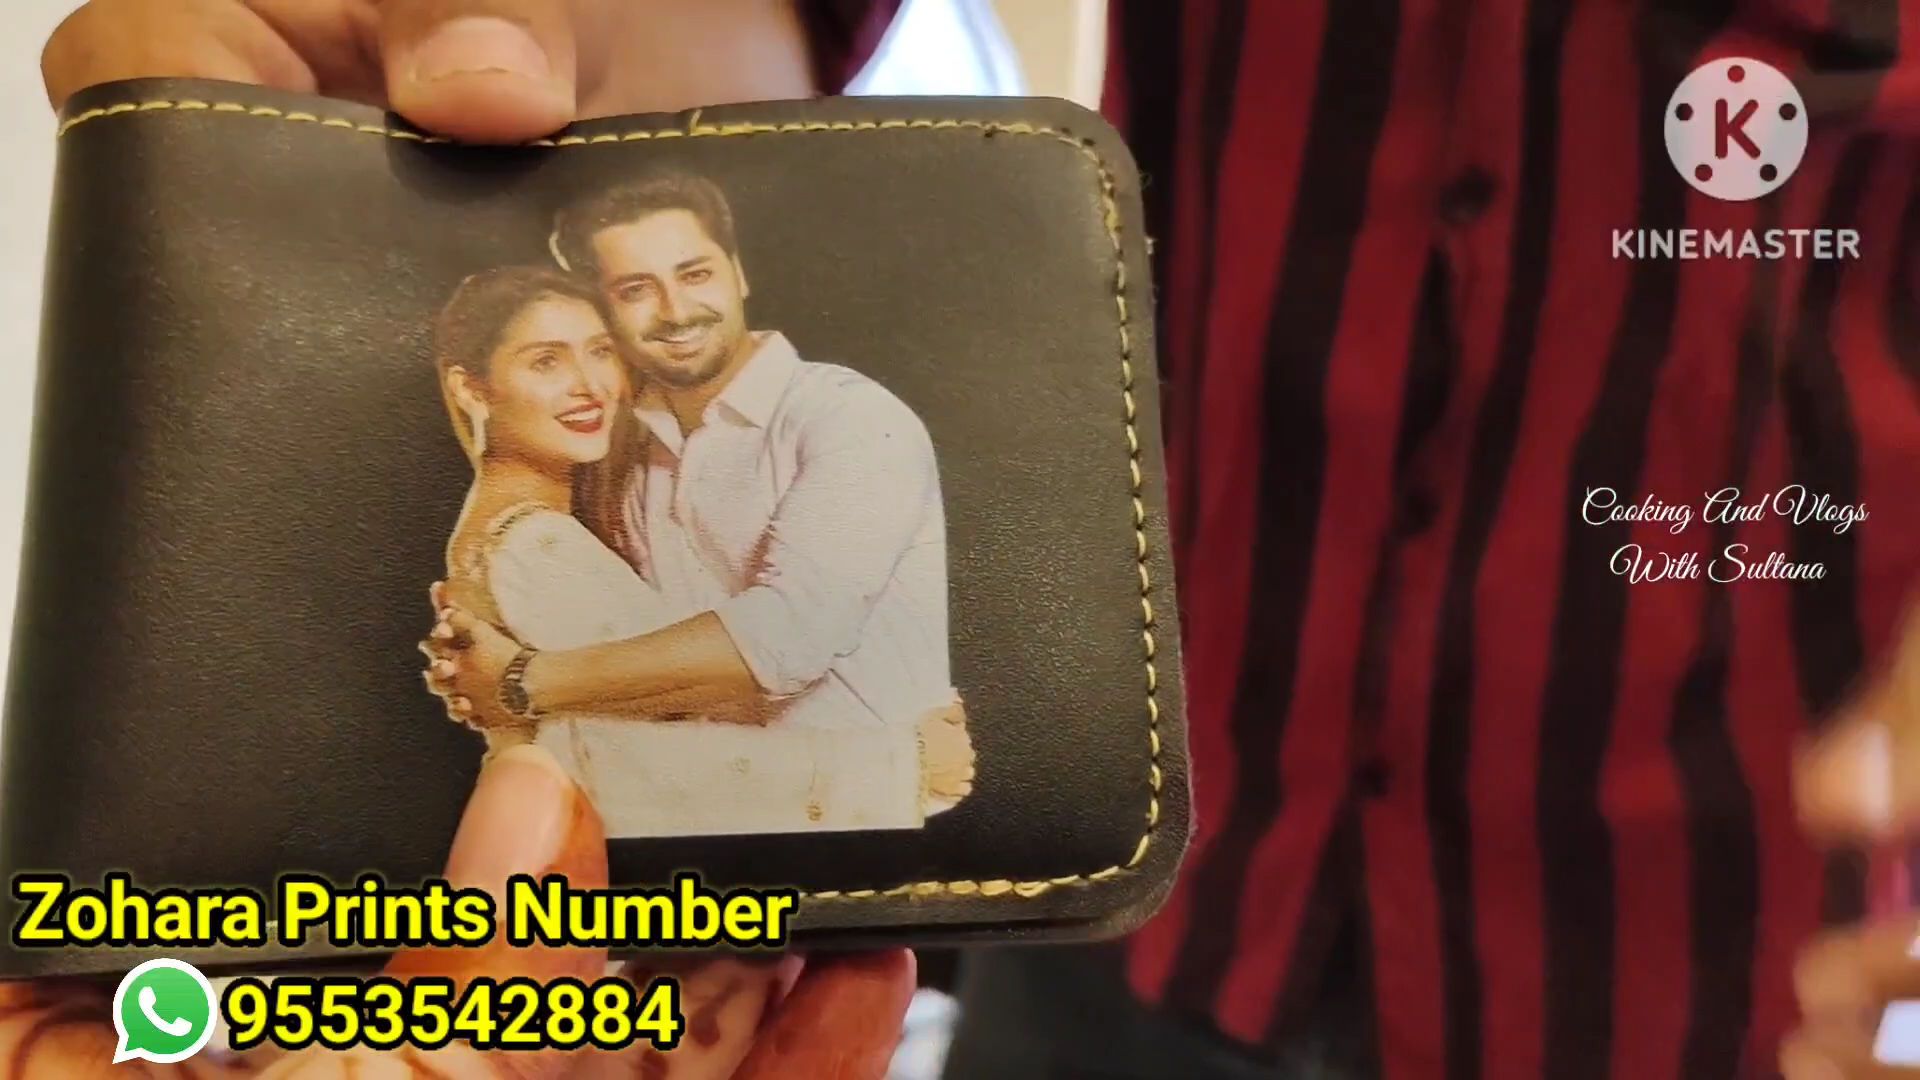 K
KINEMASTER
Cooking And Vlogs
With Sultana
Zohara Prints Number
9553542884